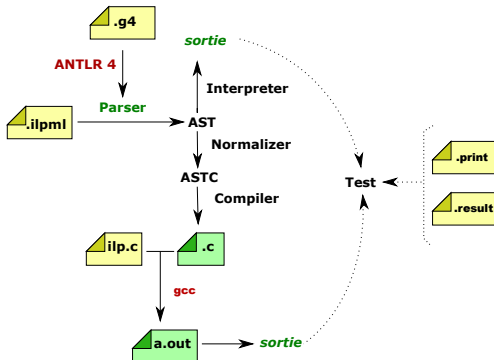 .g4
sortie
ANTLR 4
Interpreter
Parser
.ilpml
AST
Normalizer
.print
ASTC
Test
Compiler
.result
ilp.c
.c
gcc
a.out
sortie